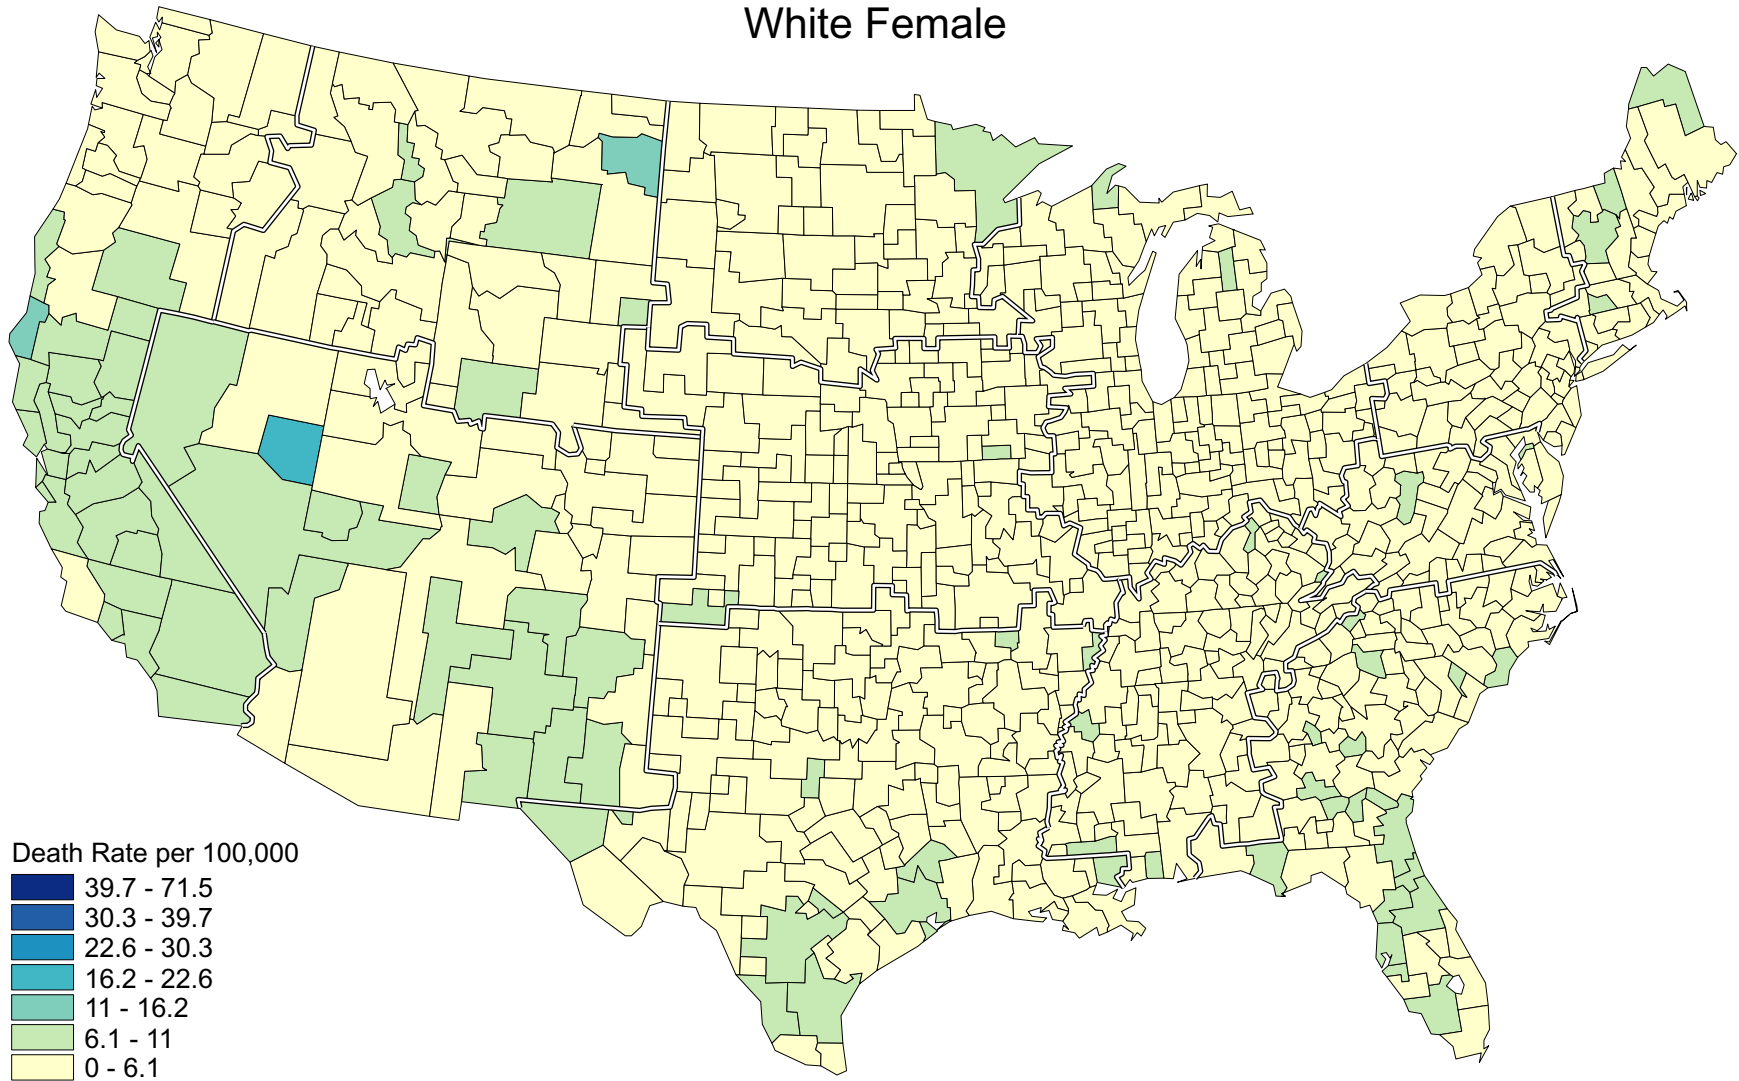 White Female
Death Rate per 100,000
39.7 - 71.5
30.3 - 39.7
22.6 - 30.3
16.2 - 22.6
11 - 16.2
6.1 - 11
0 - 6.1